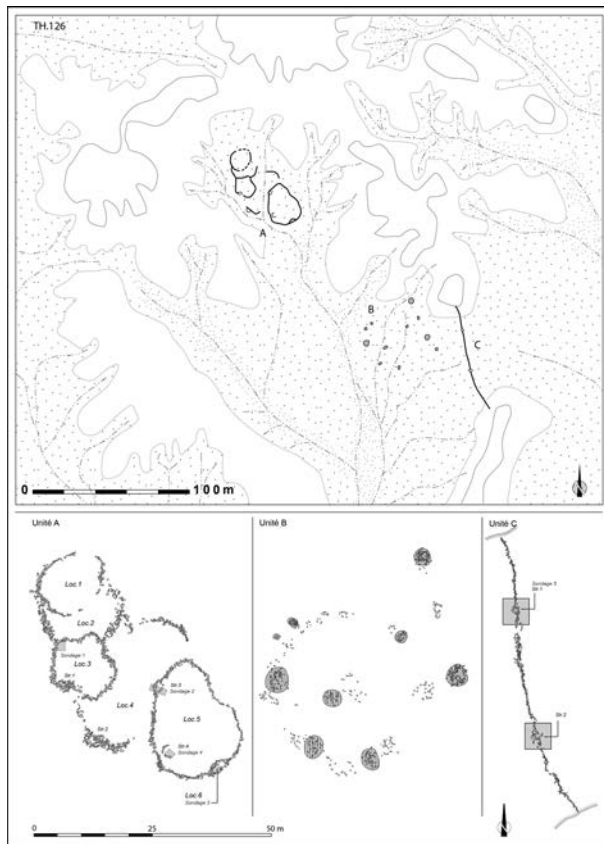 TH.126
A
B
C
0 100m
Unité A
Loc.1
Loc.2
Loc.3
Sondage 1
Str.1
Loc.4
Str.2
Str.3
Sondage 2
Loc.5
Str.4
Sondage 4
Loc.6
Sondage 3
0 25 50 m
Unité B
Unité C
Sondage 5
Str.1
Str.2
N